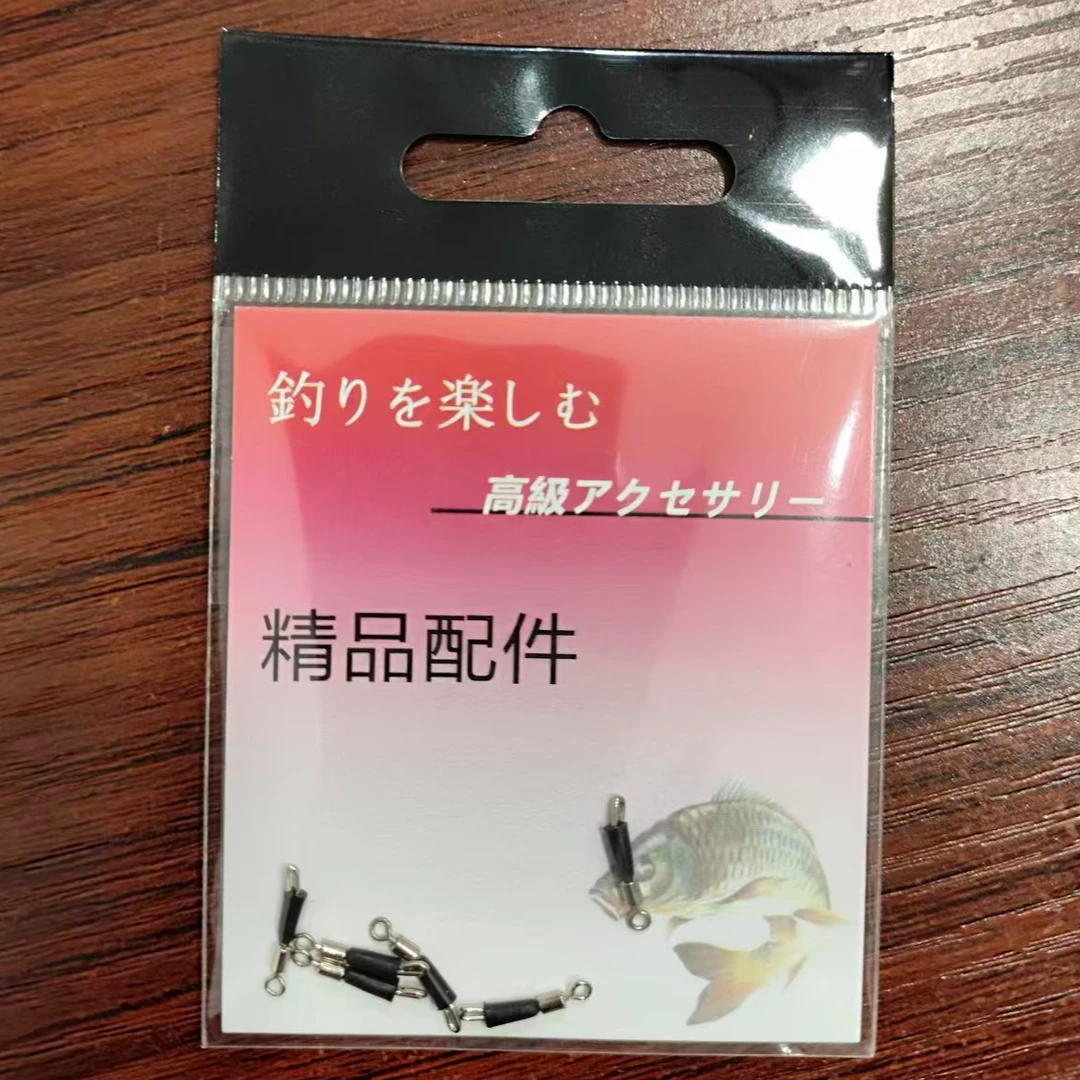 釣りを楽しむ
高級アクセサリー
精品配件